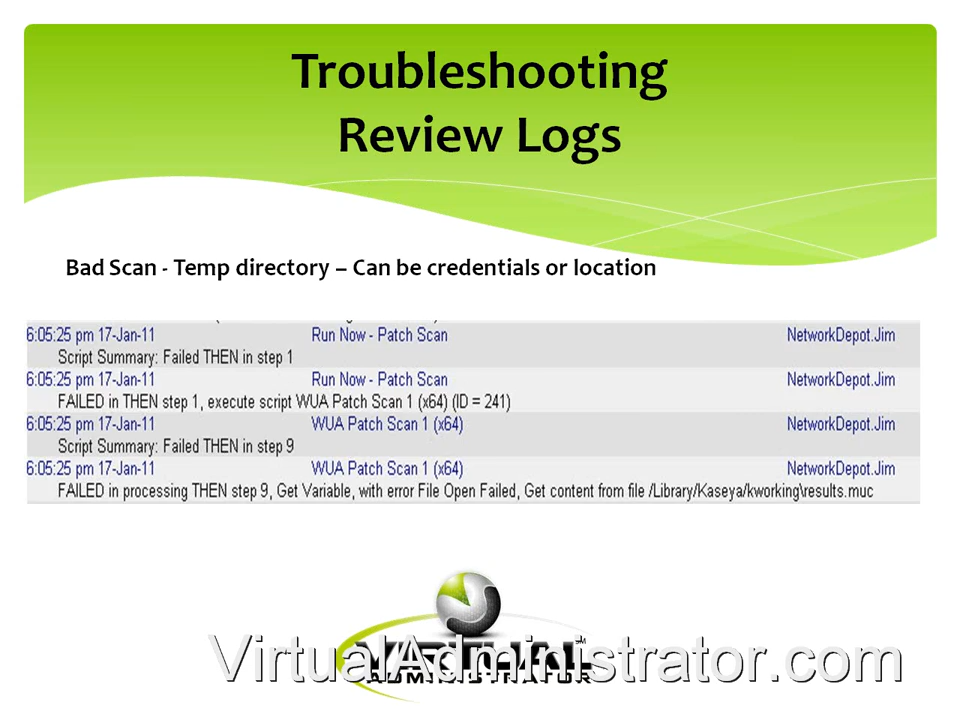 Troubleshooting
Review Logs
Bad Scan - Temp directory – Can be credentials or location
6:05:25 pm 17-Jan-11 Run Now - Patch Scan NetworkDepot.Jim
Script Summary: Failed THEN in step 1
6:05:25 pm 17-Jan-11 Run Now - Patch Scan NetworkDepot.Jim
FAILED in THEN step 1, execute script WUA Patch Scan 1 (x64) (ID = 241)
6:05:25 pm 17-Jan-11 WUA Patch Scan 1 (x64) NetworkDepot.Jim
Script Summary: Failed THEN in step 9
6:05:25 pm 17-Jan-11 WUA Patch Scan 1 (x64) NetworkDepot.Jim
FAILED in processing THEN step 9, Get Variable, with error File Open Failed, Get content from file /Library/Kaseya/kworking\results.muc
VIRTUAL
VirtualAdministrator.com
ADMINISTRATOR